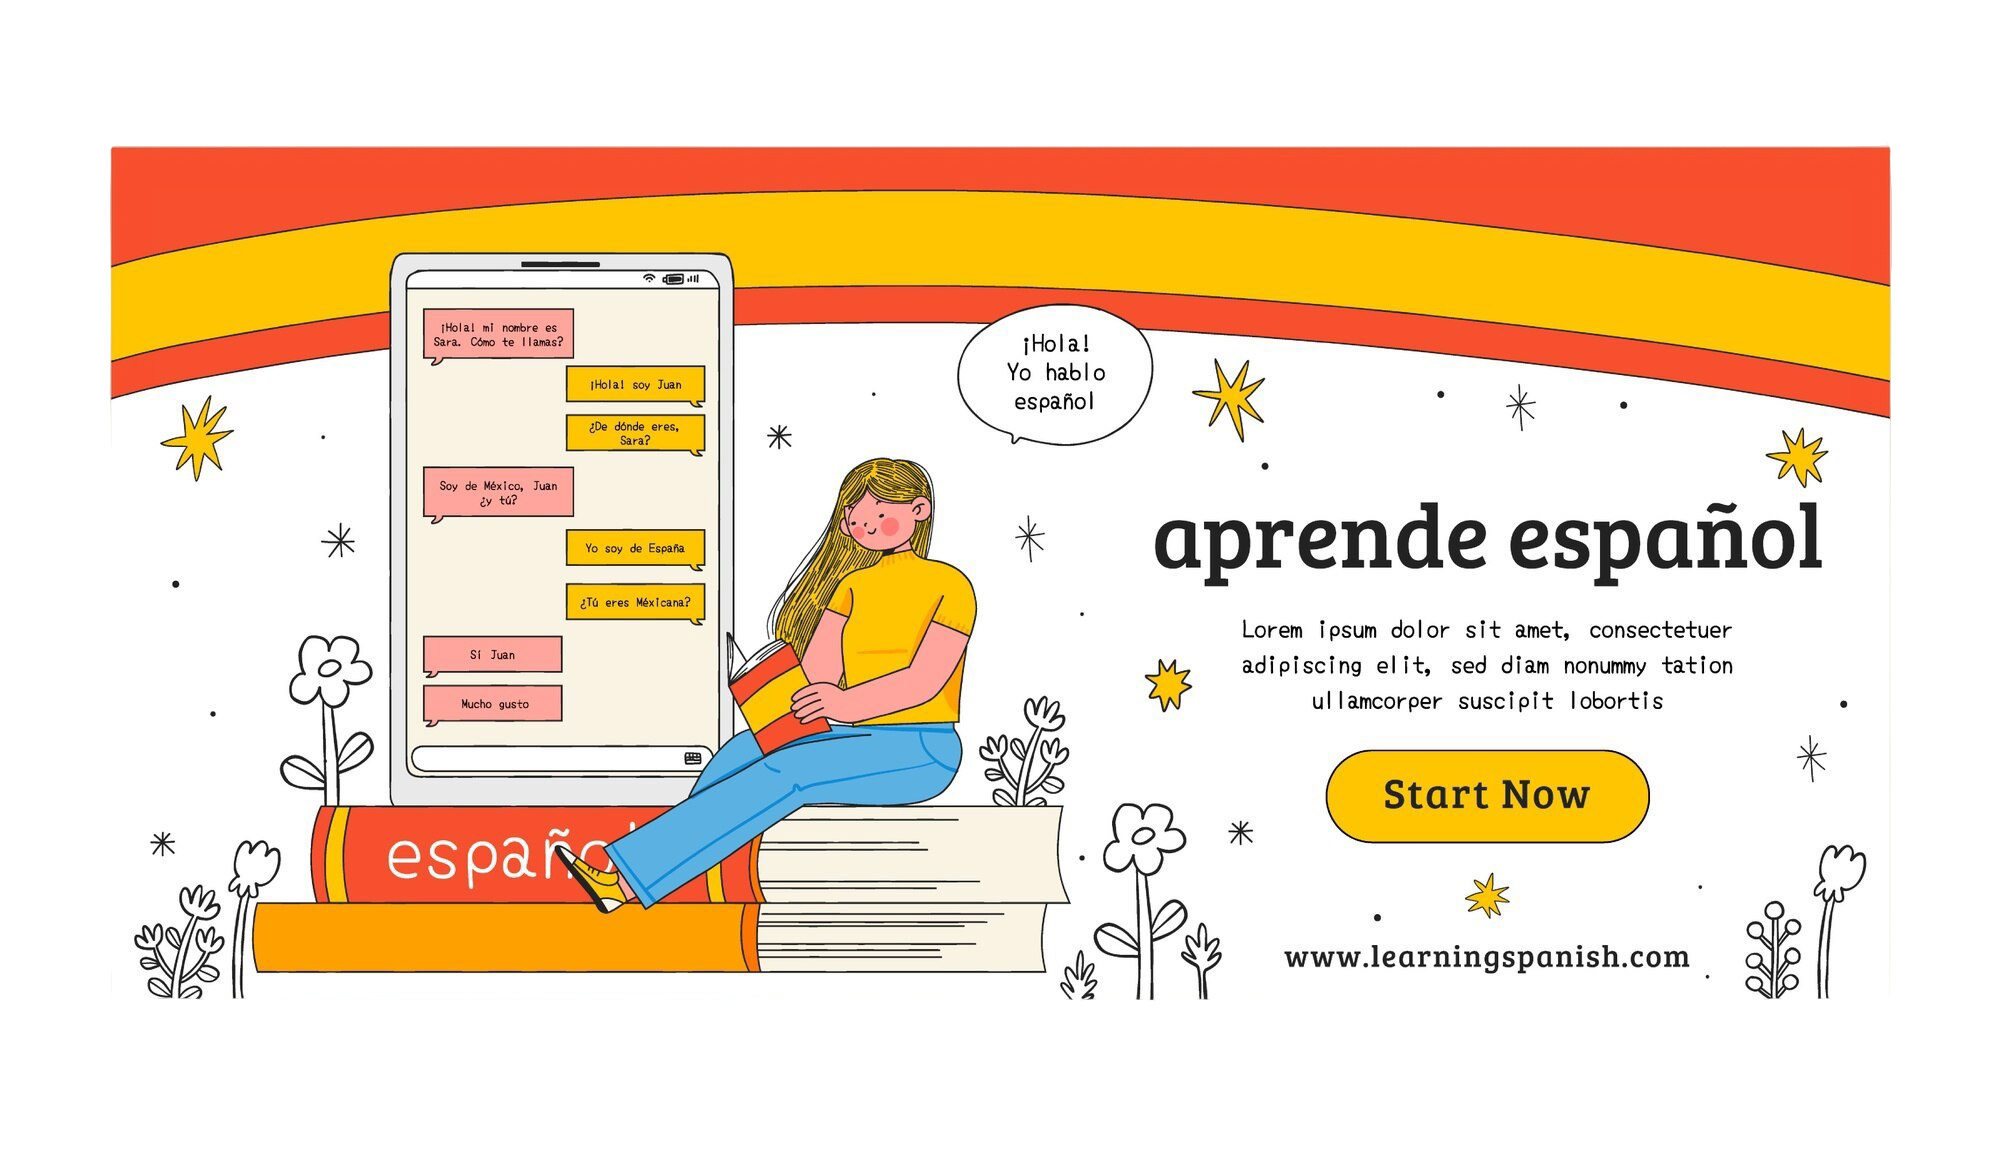 ¡Hola! mi nombre es
Sara. Cómo te llamas?
¡Hola! soy Juan
¿De dónde eres,
Sara?
Soy de México, Juan
¿y tú?
Yo soy de España
¿Tú eres Méxicana?
Sí Juan
Mucho gusto
¡Hola!
Yo hablo
español
español
aprende español
Lorem ipsum dolor sit amet, consectetuer
adipiscing elit, sed diam nonummy tation
ullamcorper suscipit lobortis
Start Now
www.learningspanish.com